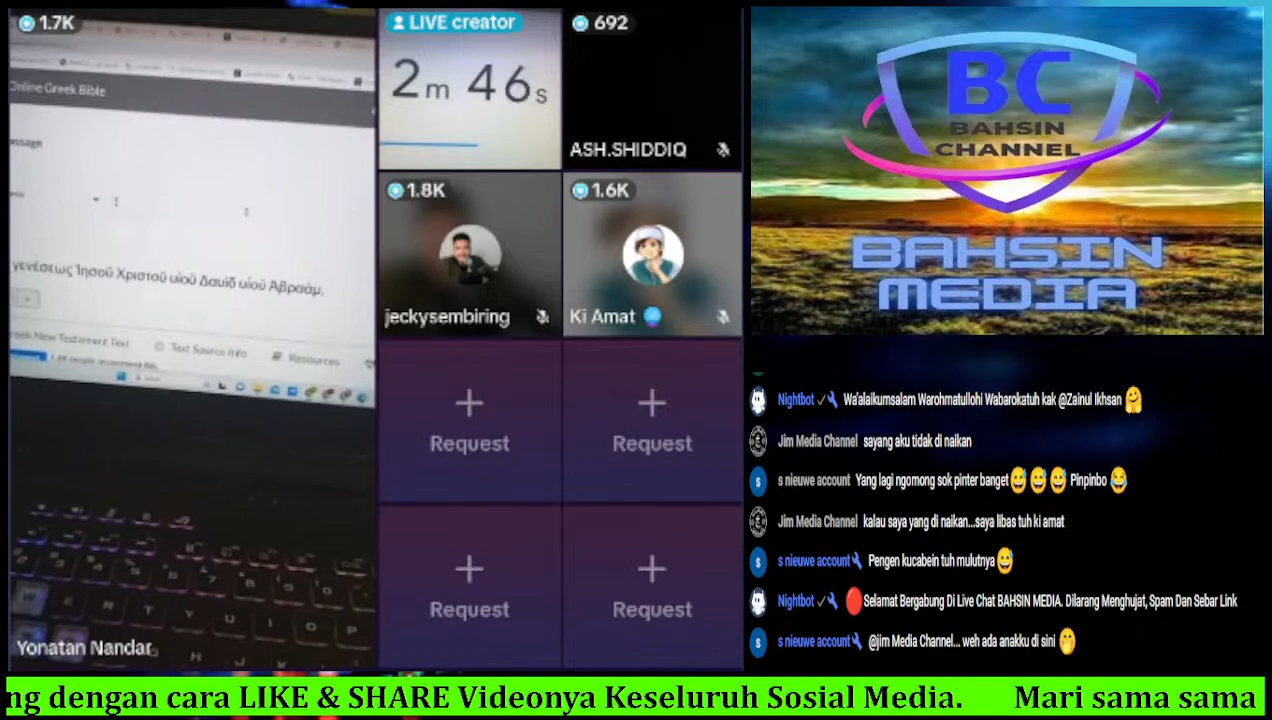 1.7K
Online Greek Bible
γενέσεως Ἰησοῦ Χριστοῦ υἱοῦ Δαυὶδ υἱοῦ Ἀβραάμ.
Greek New Testament Text
Text Source Info
Resources
W E R T Y U I O P
Yonatan Nandar
LIVE creator
2m 46s
692
ASH.SHIDDIQ
1.8K
jeckysembiring
1.6K
Ki Amat
+
Request
+
Request
+
Request
+
Request
BC
BAHSIN
CHANNEL
BAHSIN
MEDIA
Nightbot ✓ Wa'alaikumsalam Warohmatullohi Wabarokatuh kak @Zainul Ikhsan 🤗
Jim Media Channel sayang aku tidak di naikan
s nieuwe account Yang lagi ngomong sok pinter banget😅😅😅 Pinpinbo 😂
Jim Media Channel kalau saya yang di naikan...saya libas tuh ki amat
s nieuwe account Pengen kucabein tuh mulutnya 😅
Nightbot ✓ 🔴Selamat Bergabung Di Live Chat BAHSIN MEDIA. Dilarang Menghujat, Spam Dan Sebar Link
s nieuwe account @jim Media Channel... weh ada anakku di sini 🤭
ng dengan cara LIKE & SHARE Videonya Keseluruh Sosial Media. Mari sama sama